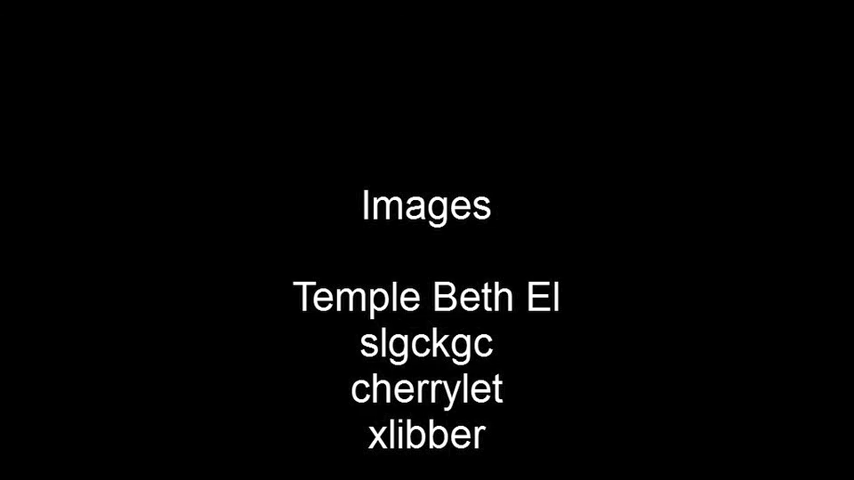 Images
Temple Beth El
slgckgc
cherrylet
xlibber